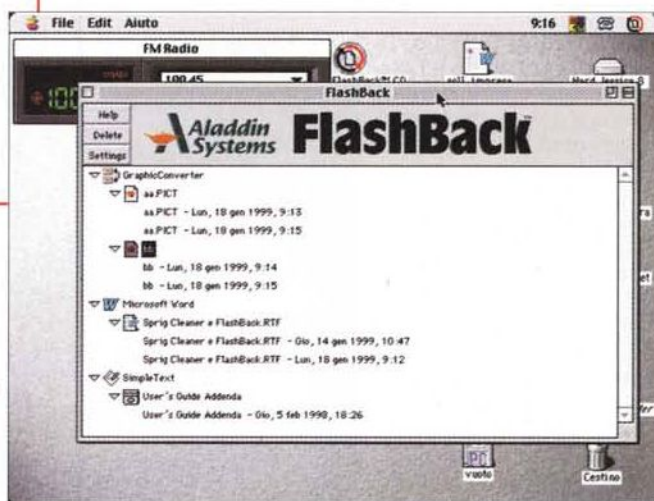 File Edit Aiuto 9:16
FM Radio
100.45
FlashBack
Help
Delete
Settings
Aladdin Systems FlashBack
GraphicConverter
aa.PICT
aa.PICT - Lun, 18 gen 1999, 9:13
aa.PICT - Lun, 18 gen 1999, 9:15
bb
bb - Lun, 18 gen 1999, 9:14
bb - Lun, 18 gen 1999, 9:15
Microsoft Word
Sprig Cleaner e FlashBack.RTF
Sprig Cleaner e FlashBack.RTF - Gio, 14 gen 1999, 10:47
Sprig Cleaner e FlashBack.RTF - Lun, 18 gen 1999, 9:12
SimpleText
User's Guide Addenda
User's Guide Addenda - Gio, 5 feb 1998, 18:26
PC
vuoto
Cestino